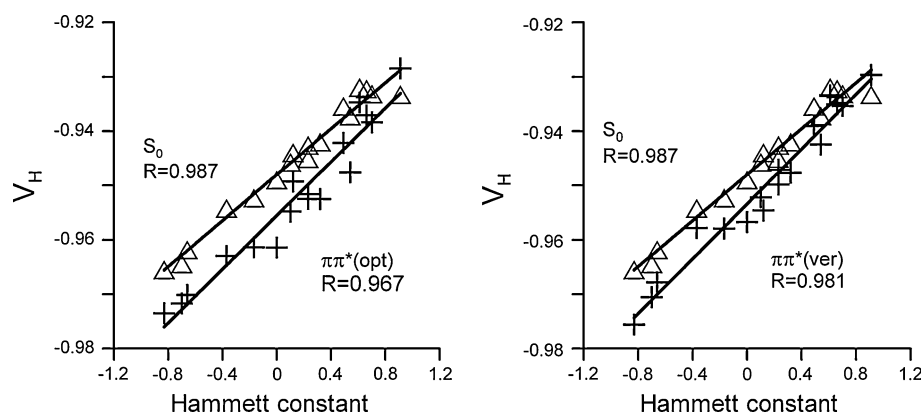 -0.92
-0.94
-0.96
-0.98
V_H
S₀
R=0.987
ππ*(opt)
R=0.967
-1.2 -0.8 -0.4 0 0.4 0.8 1.2
Hammett constant
-0.92
-0.94
-0.96
-0.98
V_H
S₀
R=0.987
ππ*(ver)
R=0.981
-1.2 -0.8 -0.4 0 0.4 0.8 1.2
Hammett constant